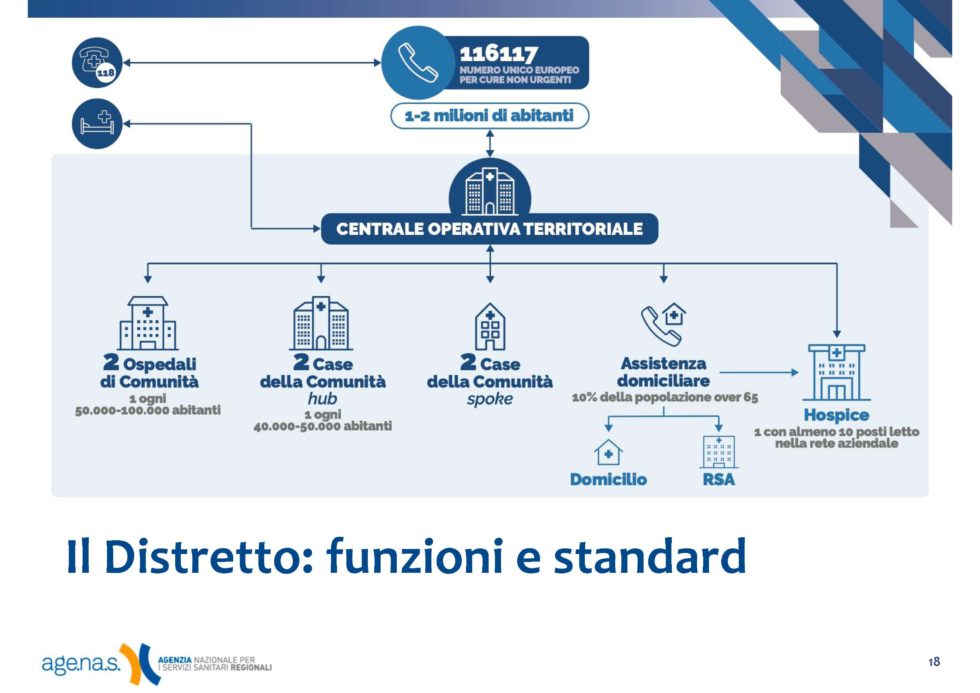 118
116117
NUMERO UNICO EUROPEO
PER CURE NON URGENTI
1-2 milioni di abitanti
CENTRALE OPERATIVA TERRITORIALE
2 Ospedali
di Comunità
1 ogni
50.000-100.000 abitanti
2 Case
della Comunità
hub
1 ogni
40.000-50.000 abitanti
2 Case
della Comunità
spoke
Assistenza
domiciliare
10% della popolazione over 65
Domicilio
RSA
Hospice
1 con almeno 10 posti letto
nella rete aziendale
Il Distretto: funzioni e standard
age.na.s.
AGENZIA NAZIONALE PER
I SERVIZI SANITARI REGIONALI
18